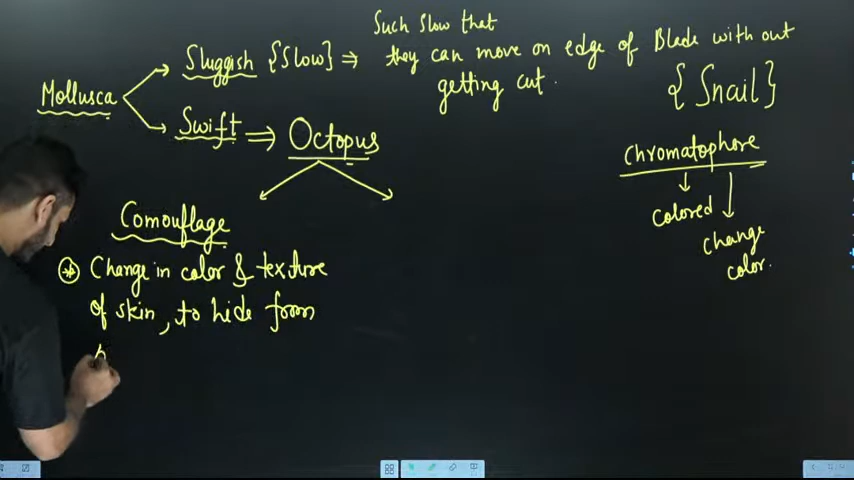 Such slow that
Mollusca
Sluggish {Slow} ⇒ they can move on edge of Blade with out
getting cut.
{Snail}
Swift ⇒ Octopus
Chromatophore
colored
change
color.
Comouflage
Change in color & texture
of skin, to hide from